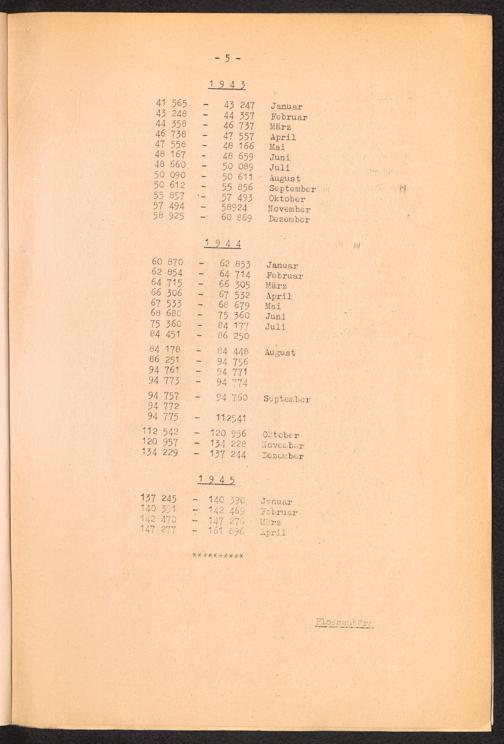 - 5 -
1 9 4 3
41 565 - 43 247 Januar
43 248 - 44 357 Februar
44 358 - 46 737 März
46 738 - 47 557 April
47 558 - 48 166 Mai
48 167 - 48 659 Juni
48 660 - 50 089 Juli
50 090 - 50 611 August
50 612 - 55 856 September
55 857 - 57 493 Oktober
57 494 - 58924 November
58 925 - 60 869 Dezember
1 9 4 4
60 870 - 62 853 Januar
62 854 - 64 714 Februar
64 715 - 66 305 März
66 306 - 67 532 April
67 533 - 68 679 Mai
68 680 - 75 360 Juni
75 360 - 84 177 Juli
84 451 - 86 250
84 178 - 84 448 August
86 251 - 94 756
94 761 - 94 771
94 773 - 94 774
94 757 - 94 760 September
94 772
94 775 - 112541
112 542 - 120 956 Oktober
120 957 - 134 228 November
134 229 - 137 244 Dezember
1 9 4 5
137 245 - 140 390 Januar
140 391 - 142 469 Februar
142 470 - 147 276 März
147 277 - 161 896 April
**********
Flossenbürg